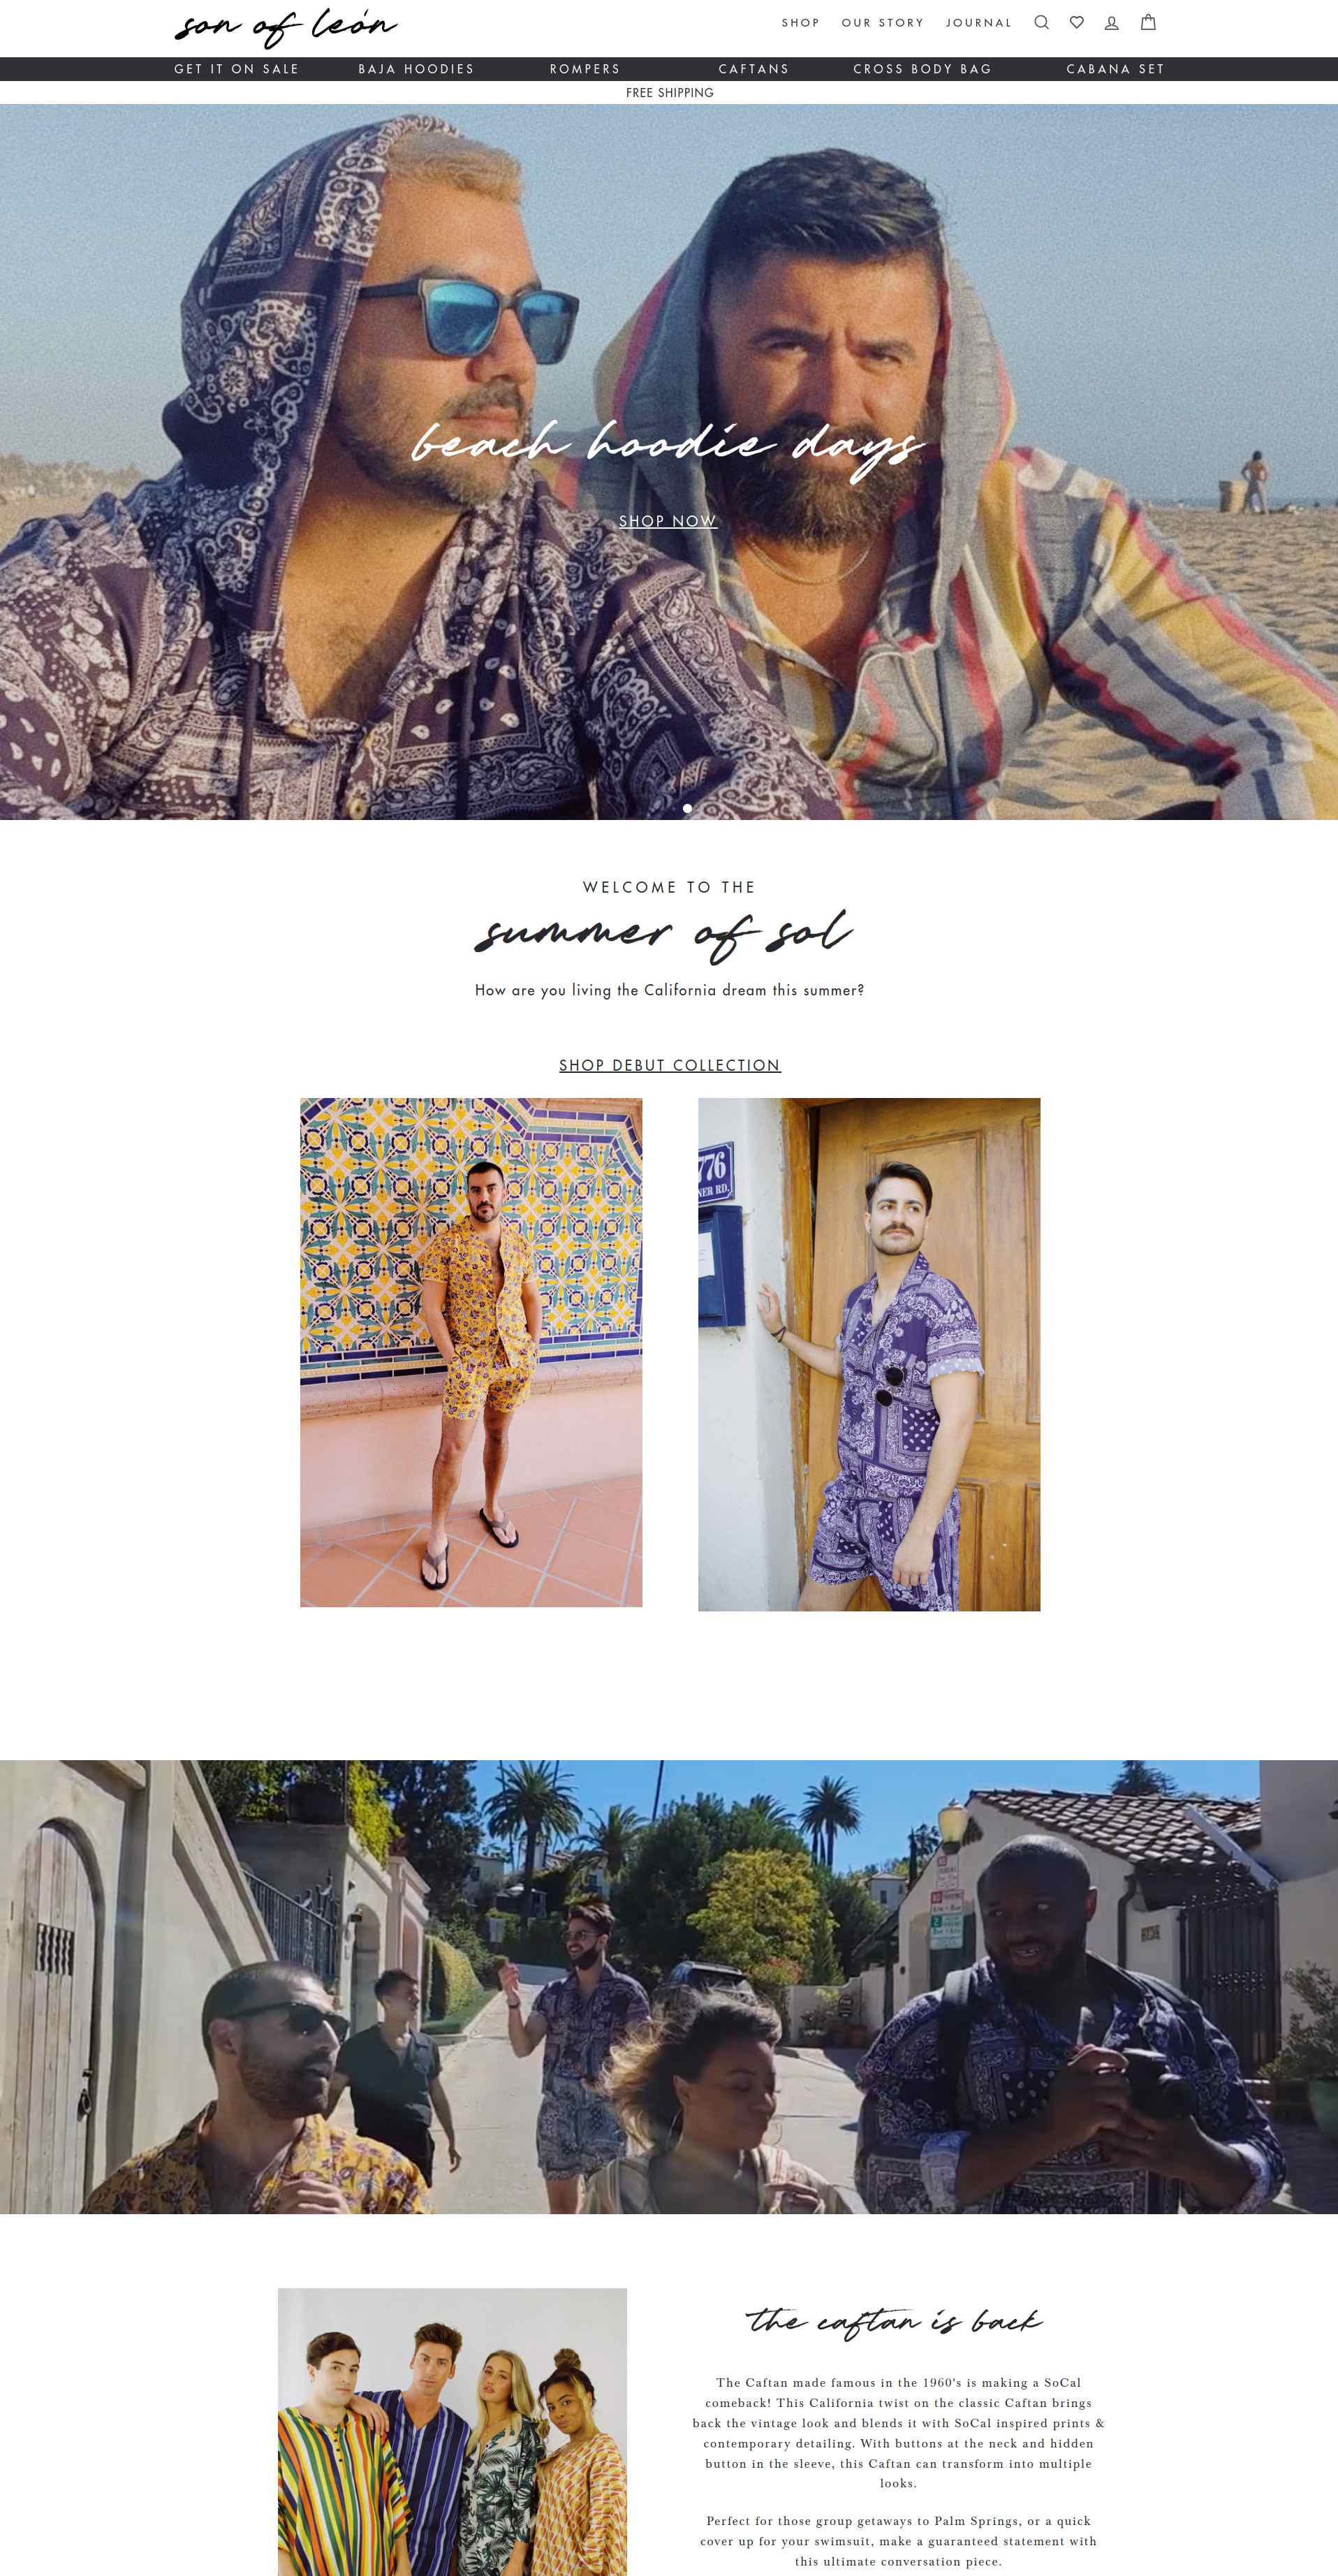 son of león
SHOP OUR STORY JOURNAL
GET IT ON SALE BAJA HOODIES ROMPERS CAFTANS CROSS BODY BAG CABANA SET
FREE SHIPPING
beach hoodie days
SHOP NOW
WELCOME TO THE
summer of sol
How are you living the California dream this summer?
SHOP DEBUT COLLECTION
776
NER RD.
the caftan is back
The Caftan made famous in the 1960's is making a SoCal
comeback! This California twist on the classic Caftan brings
back the vintage look and blends it with SoCal inspired prints &
contemporary detailing. With buttons at the neck and hidden
button in the sleeve, this Caftan can transform into multiple
looks.
Perfect for those group getaways to Palm Springs, or a quick
cover up for your swimsuit, make a guaranteed statement with
this ultimate conversation piece.